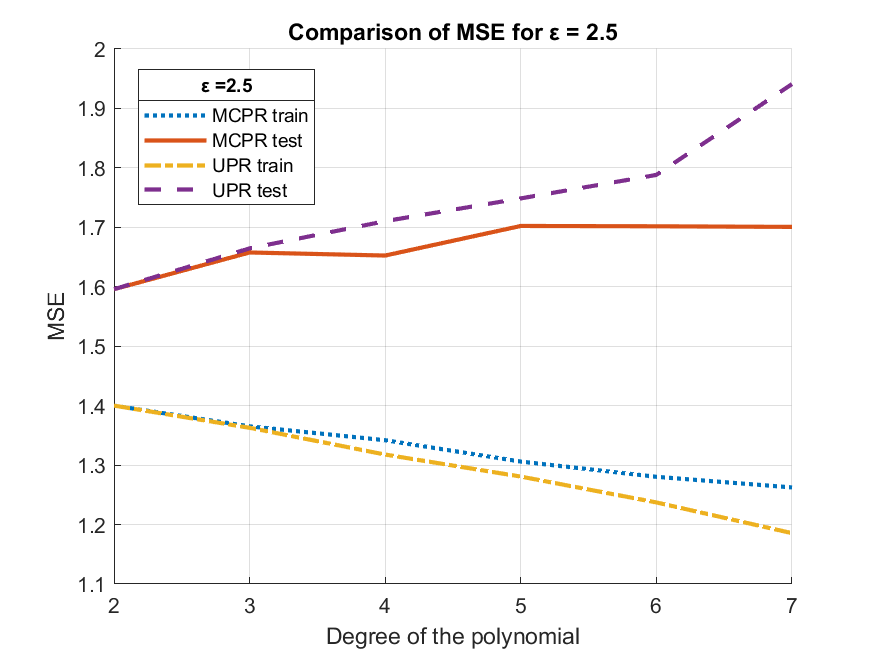 Comparison of MSE for ε = 2.5
2
1.9
1.8
1.7
1.6
1.5
1.4
1.3
1.2
1.1
MSE
ε =2.5
MCPR train
MCPR test
UPR train
UPR test
2 3 4 5 6 7
Degree of the polynomial